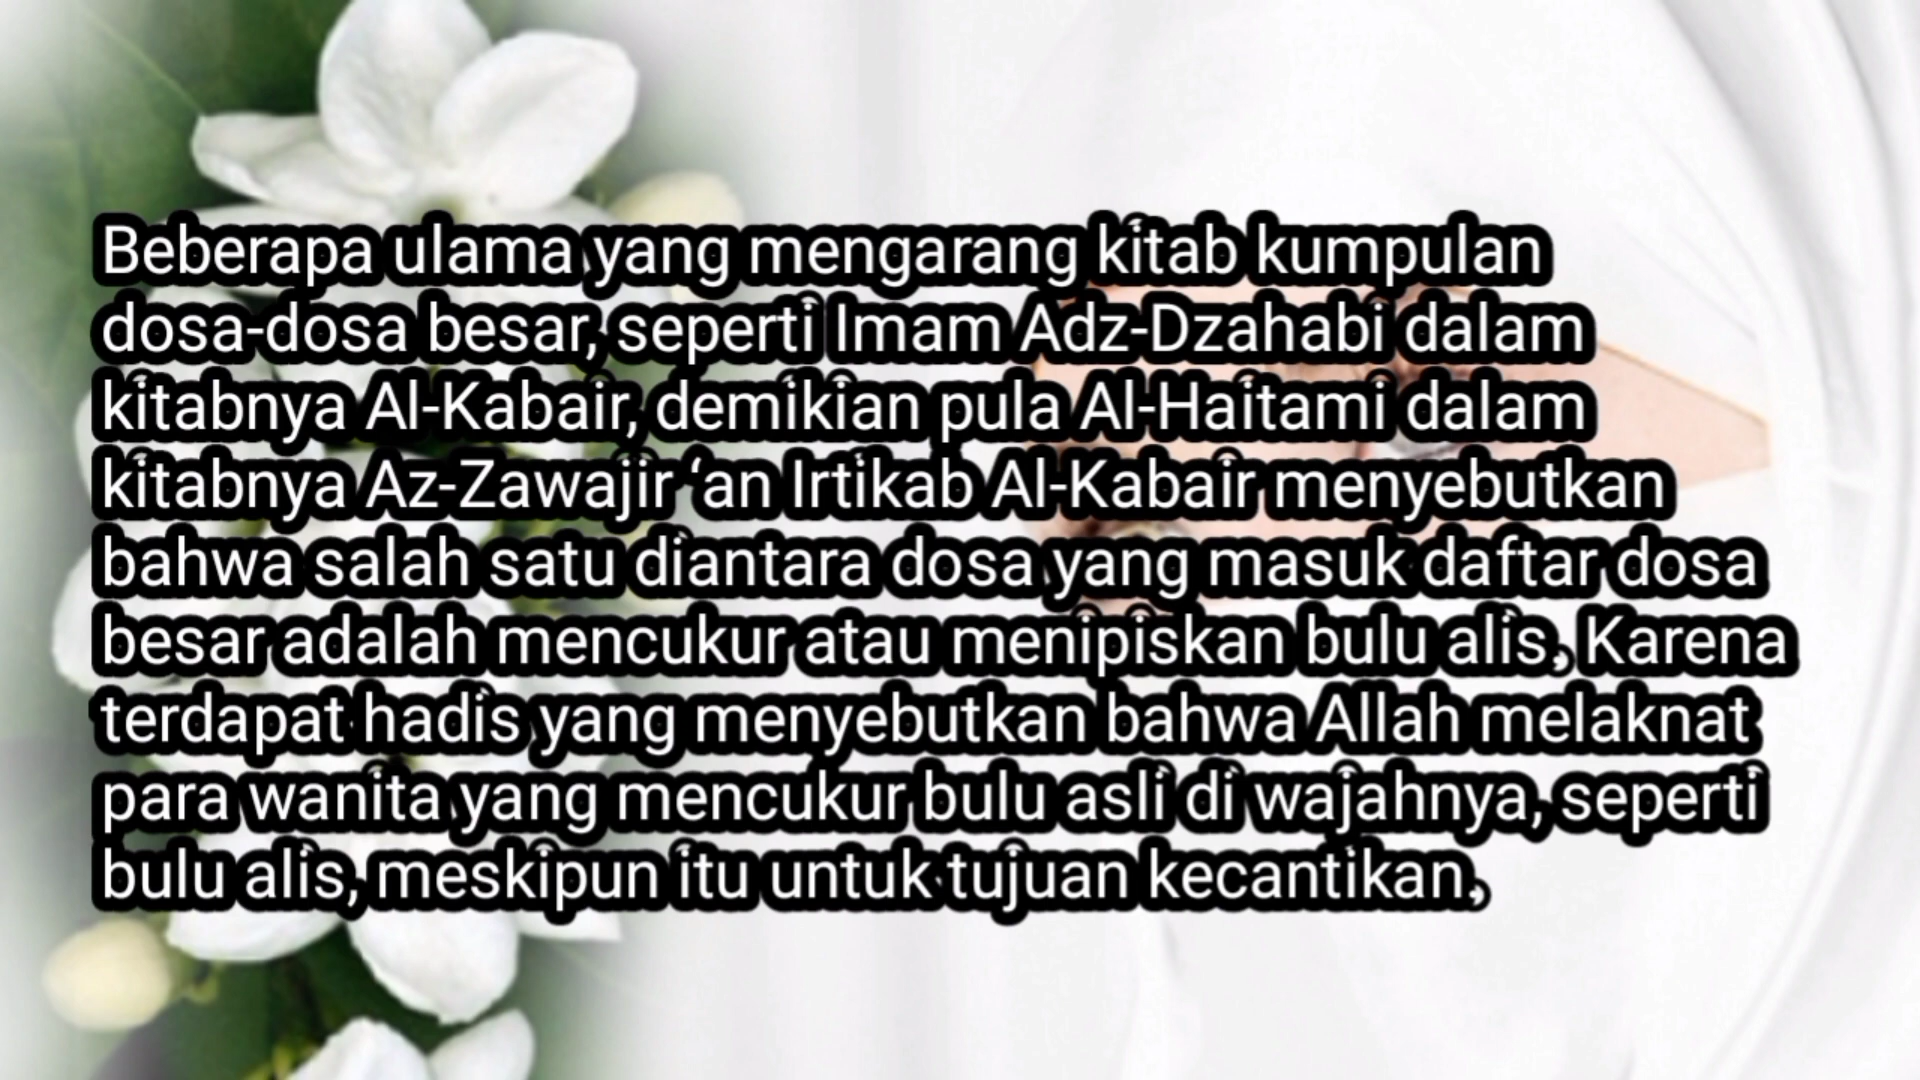 Beberapa ulama yang mengarang kitab kumpulan
dosa-dosa besar, seperti Imam Adz-Dzahabi dalam
kitabnya Al-Kabair, demikian pula Al-Haitami dalam
kitabnya Az-Zawajir ‘an Irtikab Al-Kabair menyebutkan
bahwa salah satu diantara dosa yang masuk daftar dosa
besar adalah mencukur atau menipiskan bulu alis. Karena
terdapat hadis yang menyebutkan bahwa Allah melaknat
para wanita yang mencukur bulu asli di wajahnya, seperti
bulu alis, meskipun itu untuk tujuan kecantikan.